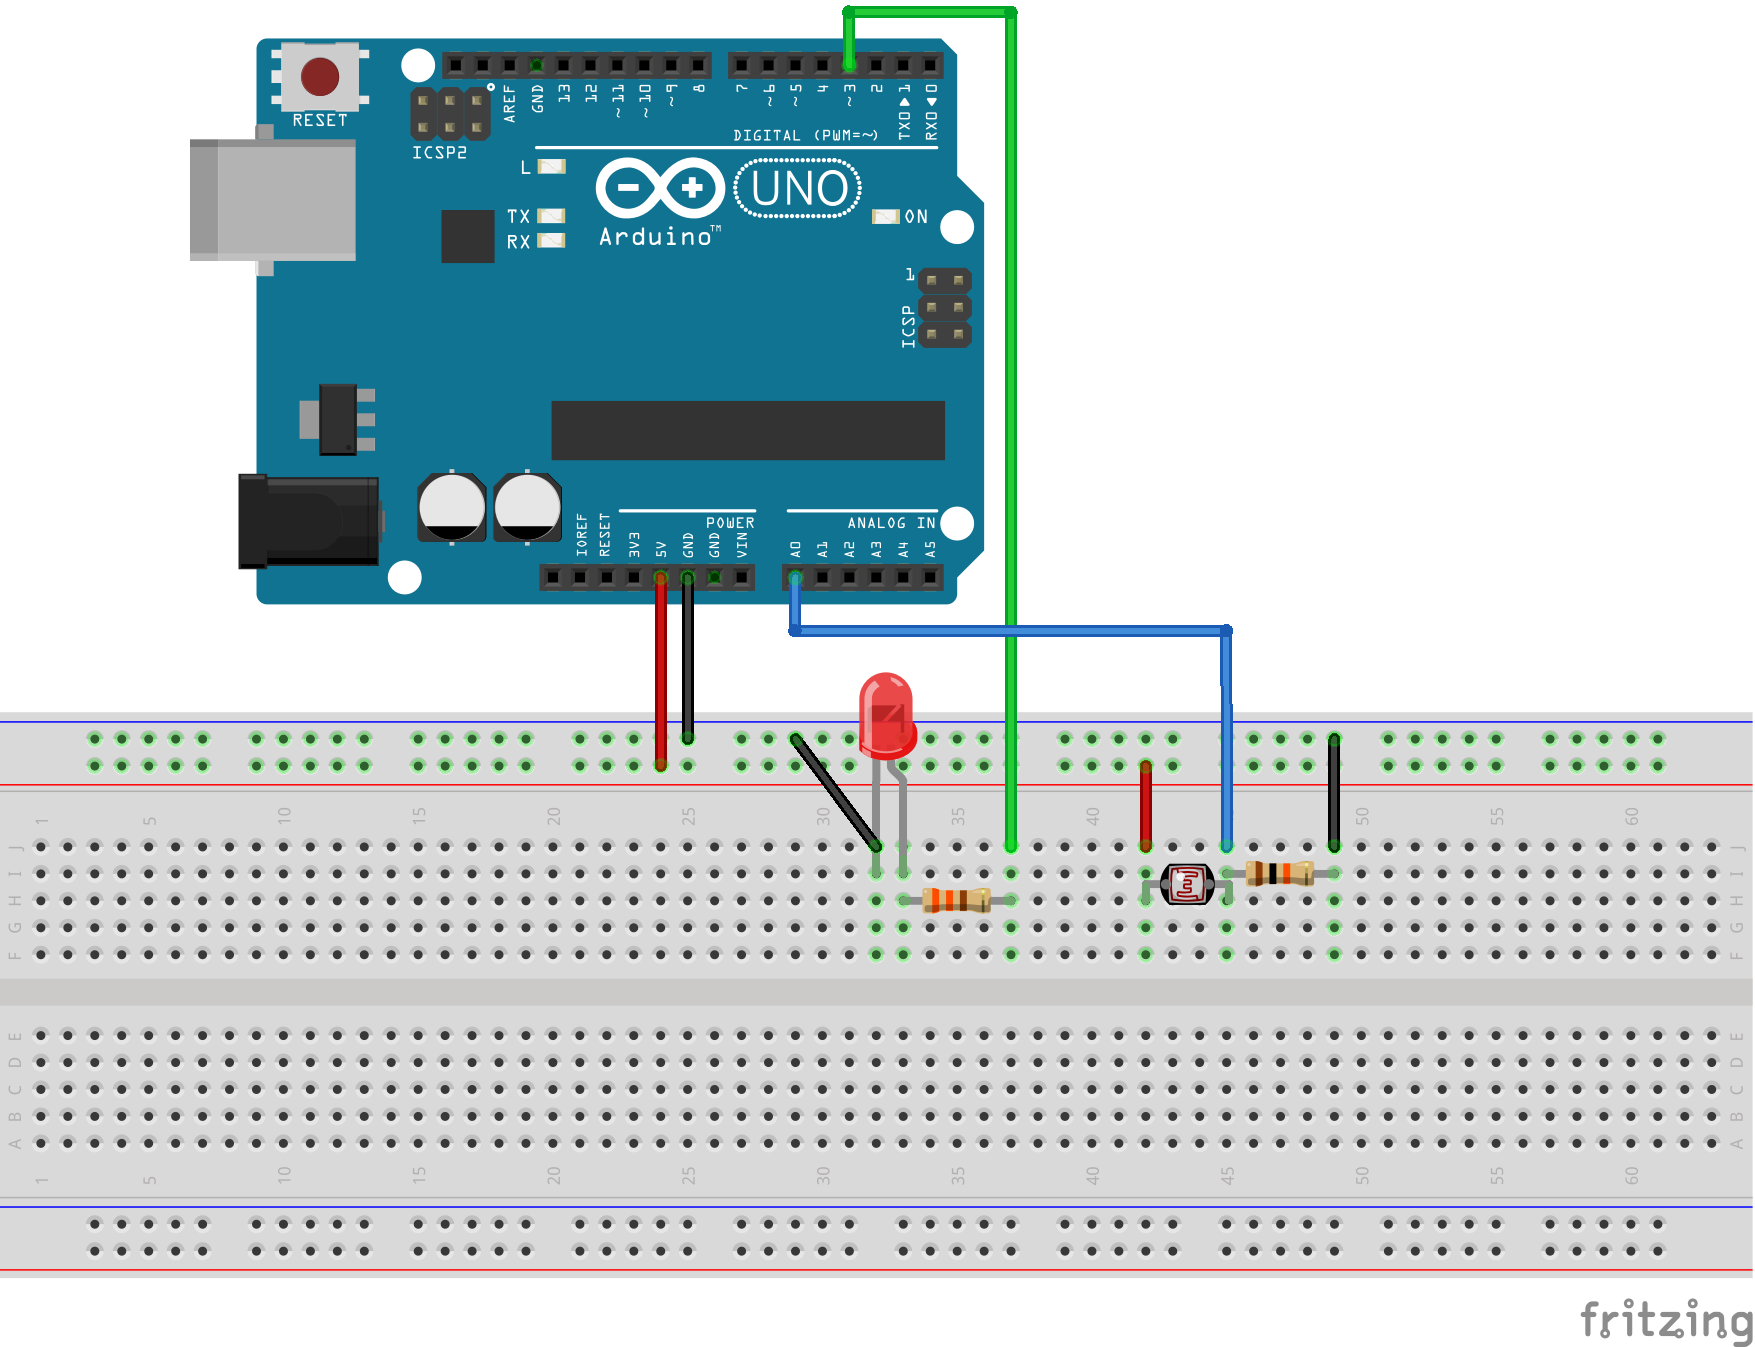 RESET
ICSP2
AREF
GND
13
12
~11
~10
~9
8
7
~6
~5
4
~3
2
TX0▶1
RX0◀0
DIGITAL (PWM=~)
L
TX
RX
UNO
Arduino™
ON
1
ICSP
IOREF
RESET
3V3
5V
GND
GND
VIN
POWER
A0
A1
A2
A3
A4
A5
ANALOG IN
1 5 10 15 20 25 30 35 40 50 55 60
J J
I I
H H
G G
F F
E E
D D
C C
B B
A A
1 5 10 15 20 25 30 35 40 45 50 55 60
fritzing